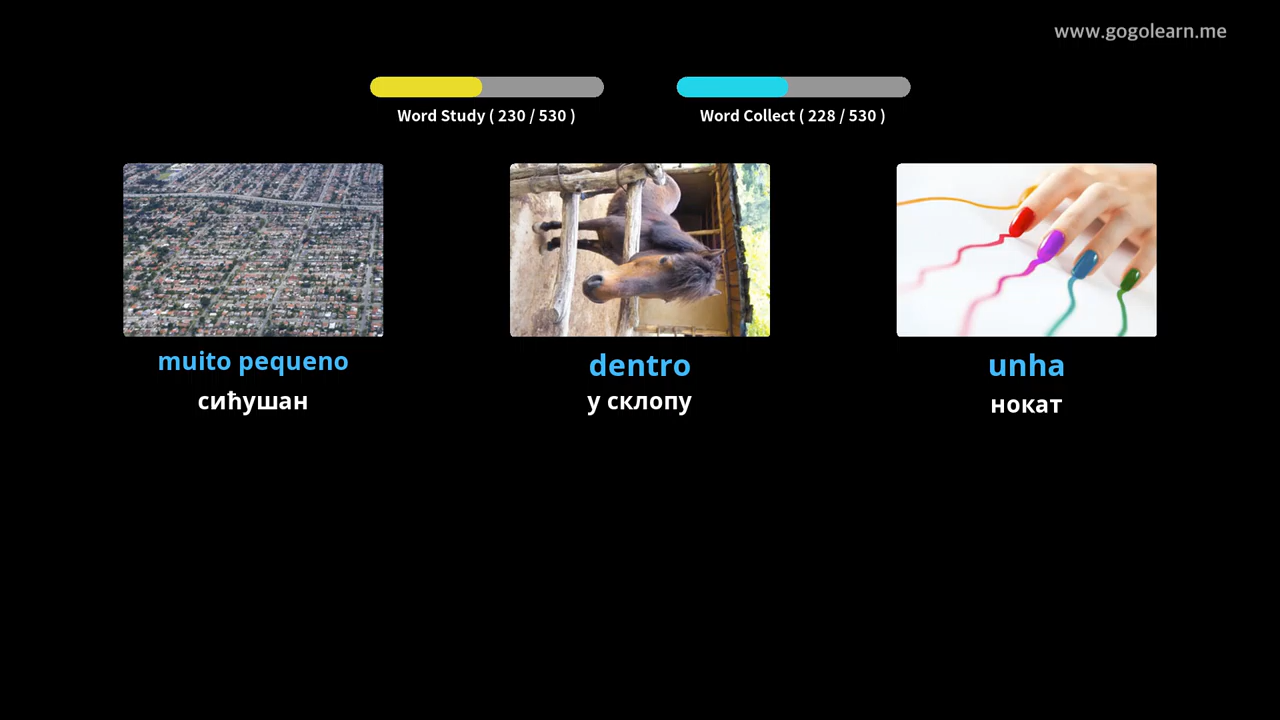 www.gogolearn.me
Word Study ( 230 / 530 )
Word Collect ( 228 / 530 )
muito pequeno
сићушан
dentro
у склопу
unha
нокат